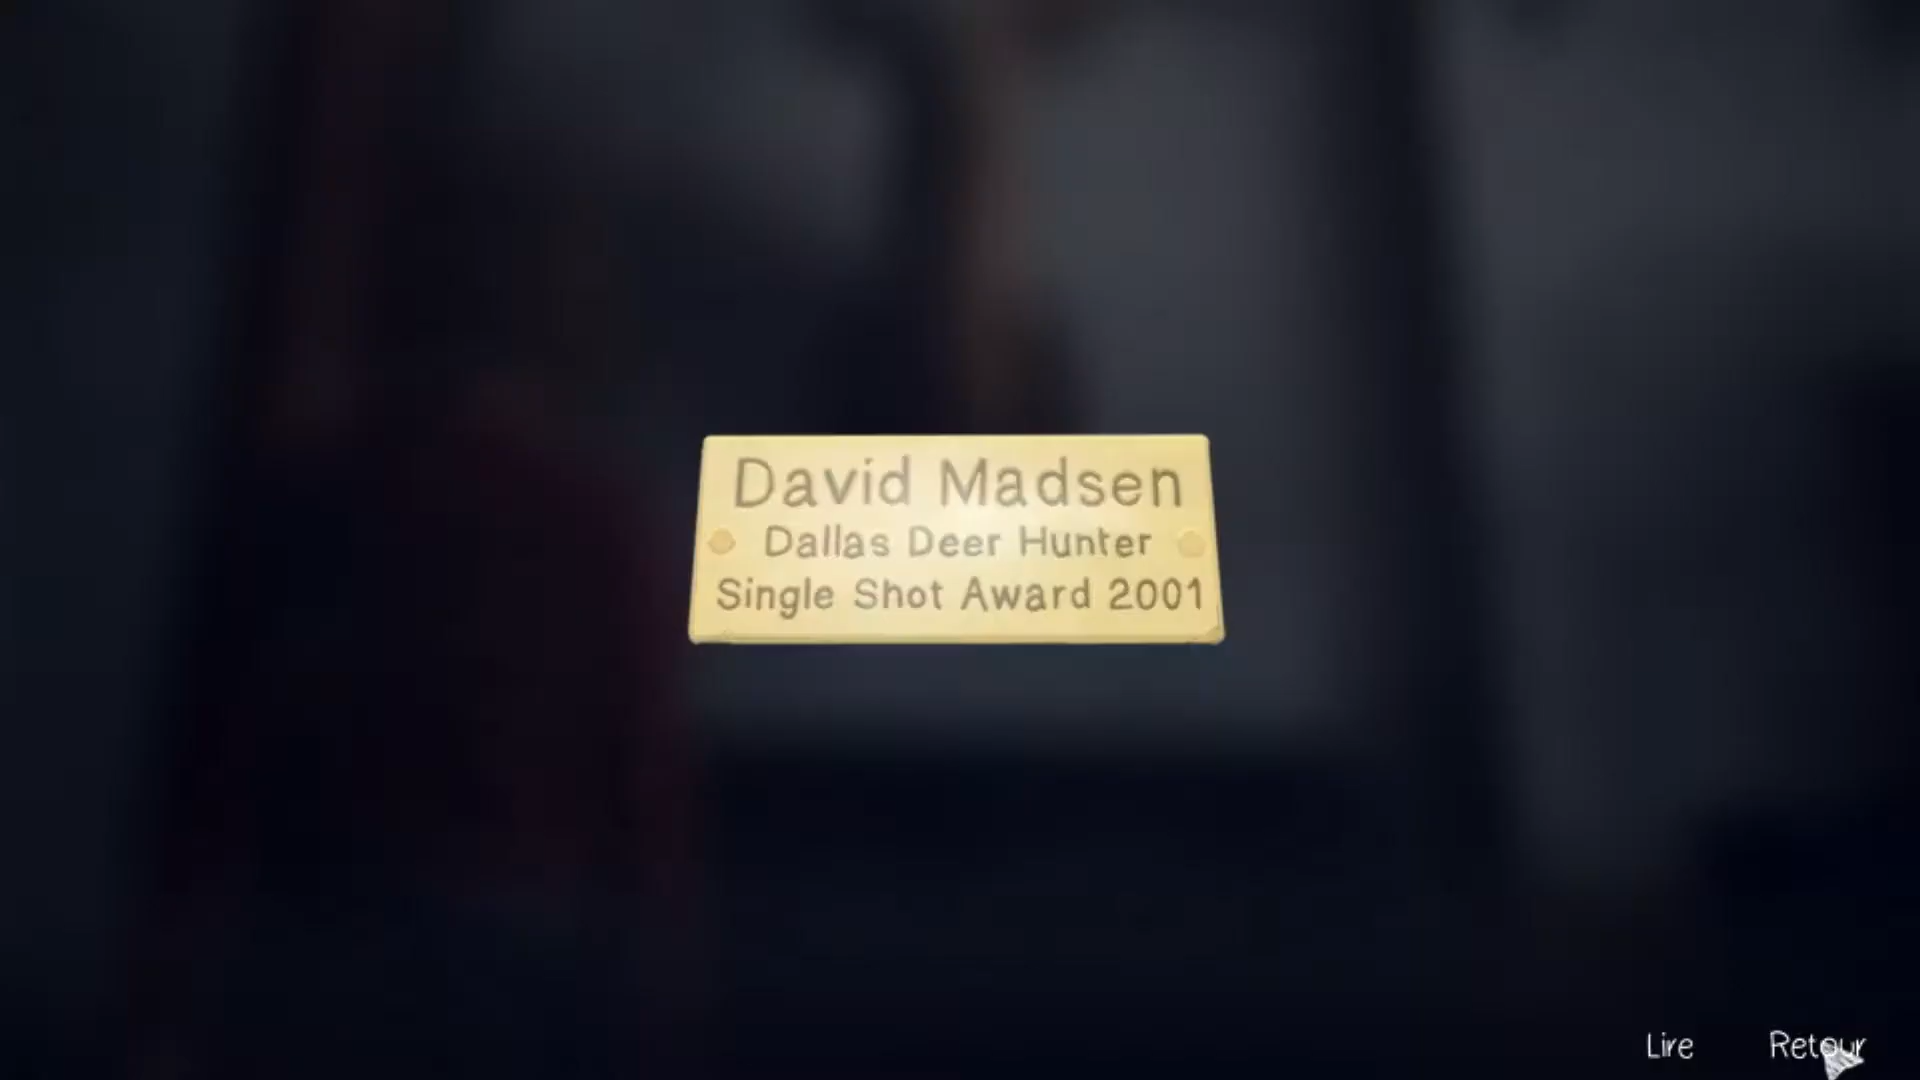 David Madsen
Dallas Deer Hunter
Single Shot Award 2001
Lire
Retour